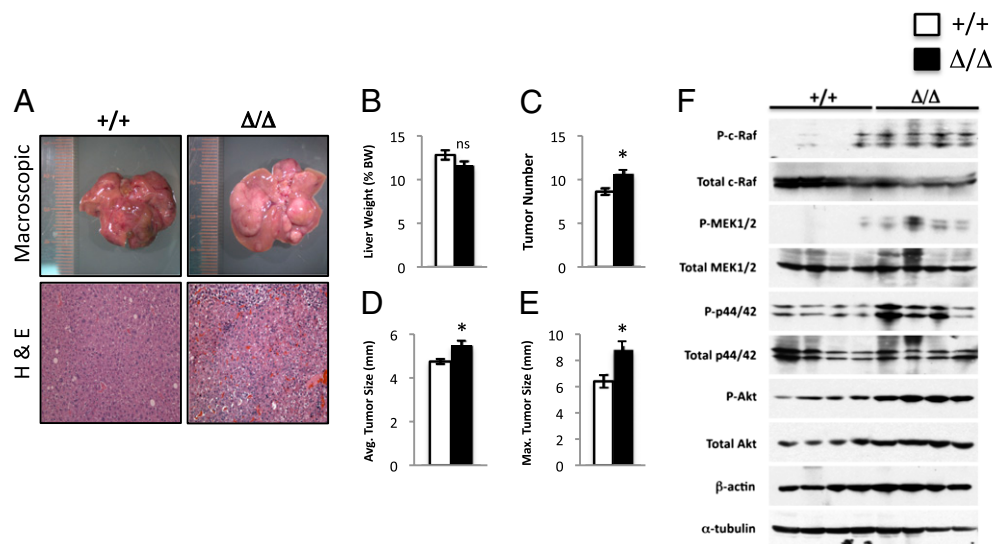 +/+
Δ/Δ
A
+/+
Δ/Δ
Macroscopic
H & E
B
Liver Weight (% BW)
15
10
5
0
ns
C
Tumor Number
15
10
5
0
*
D
Avg. Tumor Size (mm)
6
4
2
0
*
E
Max. Tumor Size (mm)
10
8
6
4
2
0
*
F
+/+
Δ/Δ
P-c-Raf
Total c-Raf
P-MEK1/2
Total MEK1/2
P-p44/42
Total p44/42
P-Akt
Total Akt
β-actin
α-tubulin